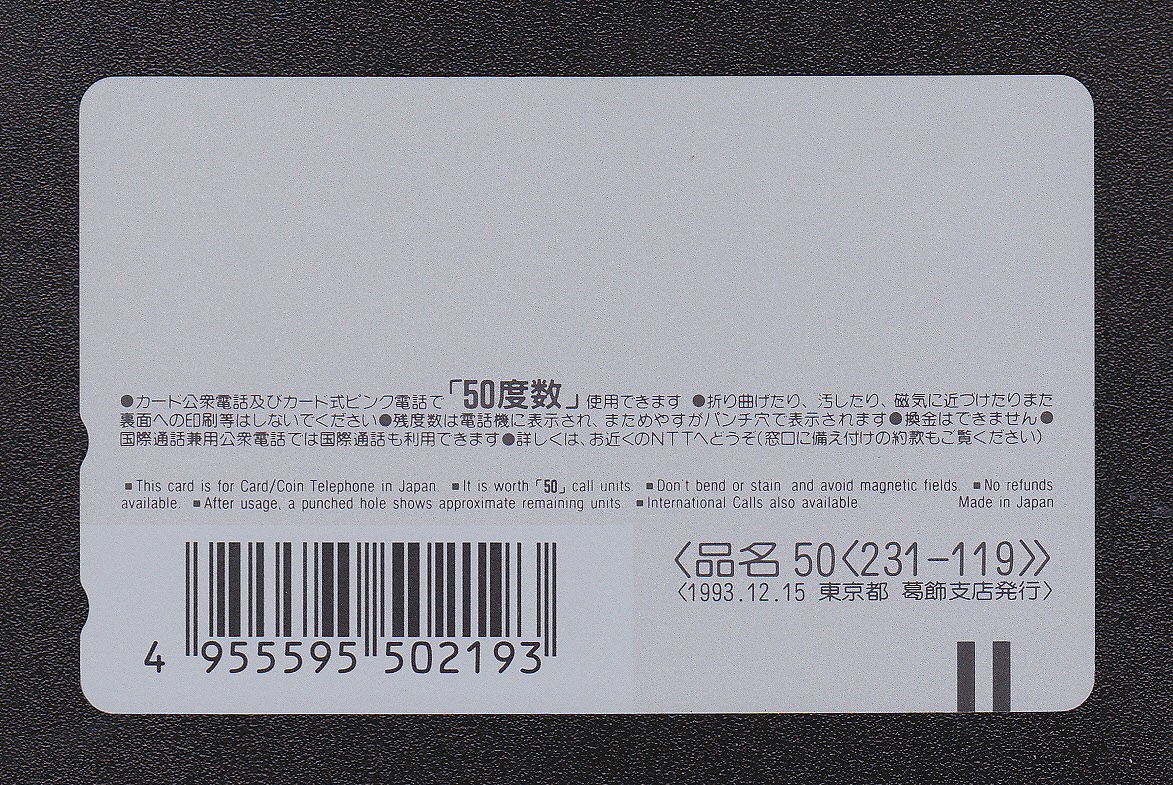 ●カード公衆電話及びカード式ピンク電話で「50度数」使用できます ●折り曲げたり、汚したり、磁気に近づけたりまた
裏面への印刷等はしないでください●残度数は電話機に表示され、まためやすがパンチ穴で表示されます●換金はできません●
国際通話兼用公衆電話では国際通話も利用できます●詳しくは、お近くのNTTへどうぞ(窓口に備え付けの約款もご覧ください)
■This card is for Card/Coin Telephone in Japan. ■It is worth「50」call units. ■Don't bend or stain and avoid magnetic fields. ■No refunds
available. ■After usage, a punched hole shows approximate remaining units. ■International Calls also available. Made in Japan
〈品名 50〈231-119〉〉
〈1993.12.15 東京都 葛飾支店発行〉
4 955595 502193